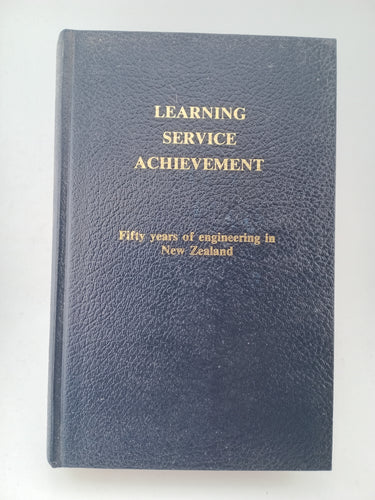 LEARNING
SERVICE
ACHIEVEMENT
Fifty years of engineering in
New Zealand